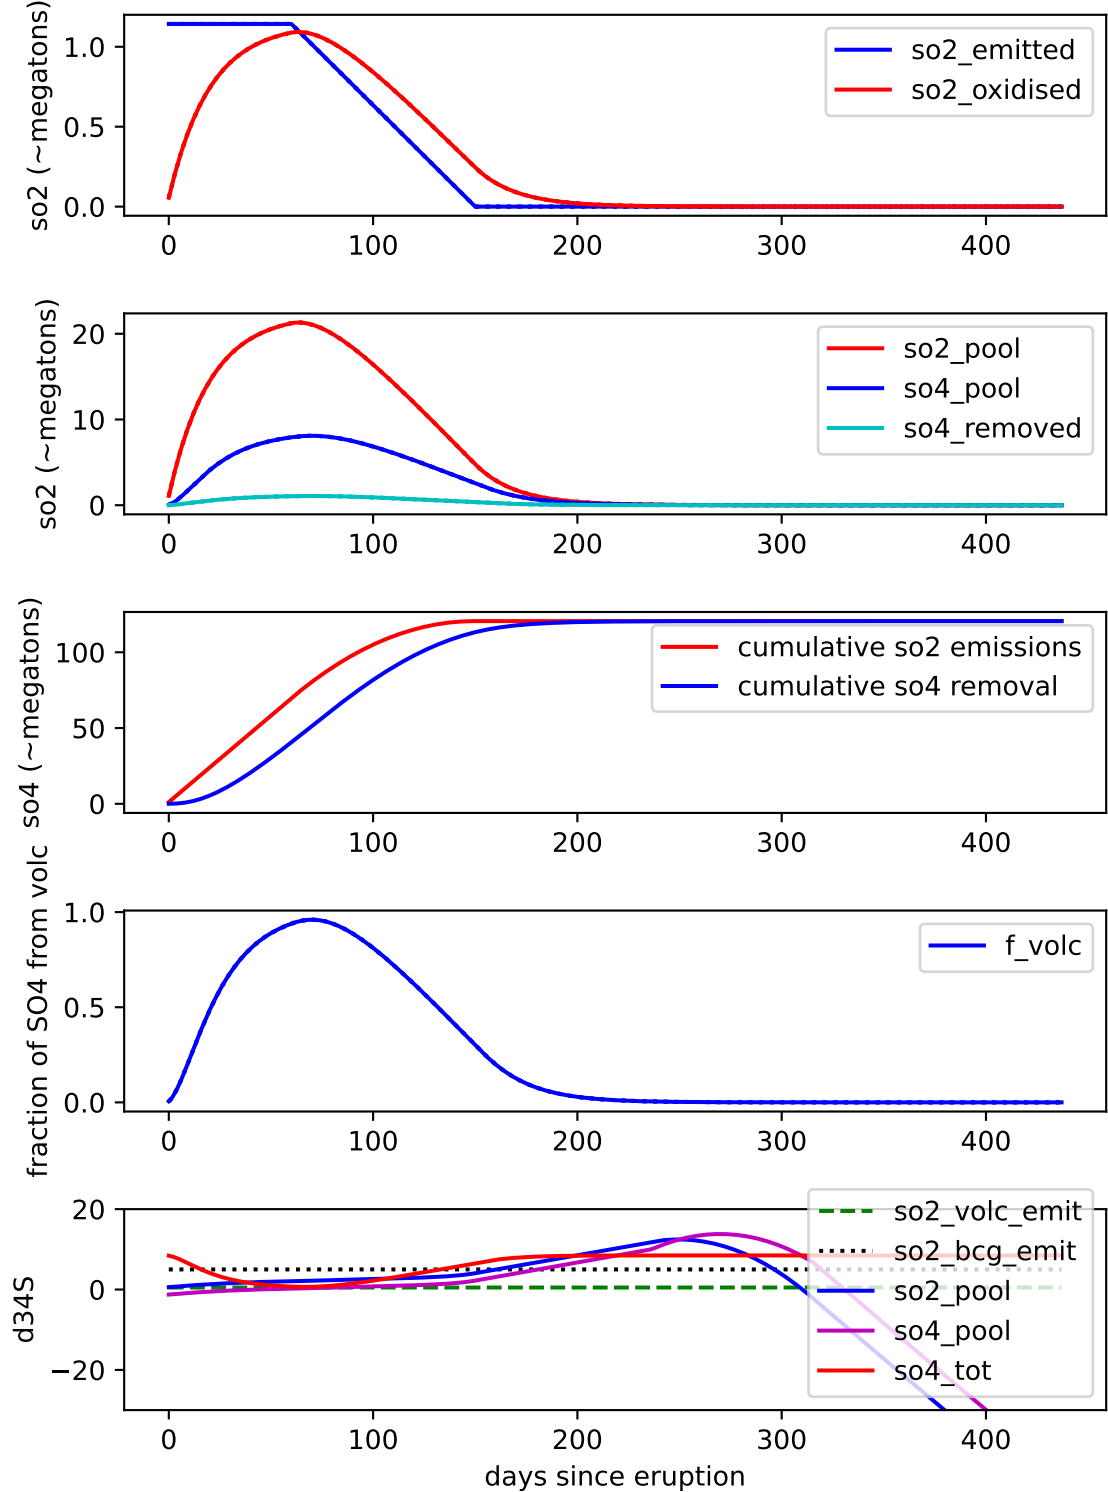 so2 (~megatons)
1.0
0.5
0.0
so2_emitted
so2_oxidised
0 100 200 300 400
so2 (~megatons)
20
10
0
so2_pool
so4_pool
so4_removed
0 100 200 300 400
so4 (~megatons)
100
50
0
cumulative so2 emissions
cumulative so4 removal
0 100 200 300 400
fraction of SO4 from volc
1.0
0.5
0.0
f_volc
0 100 200 300 400
d34S
20
0
−20
so2_volc_emit
so2_bcg_emit
so2_pool
so4_pool
so4_tot
0 100 200 300 400
days since eruption